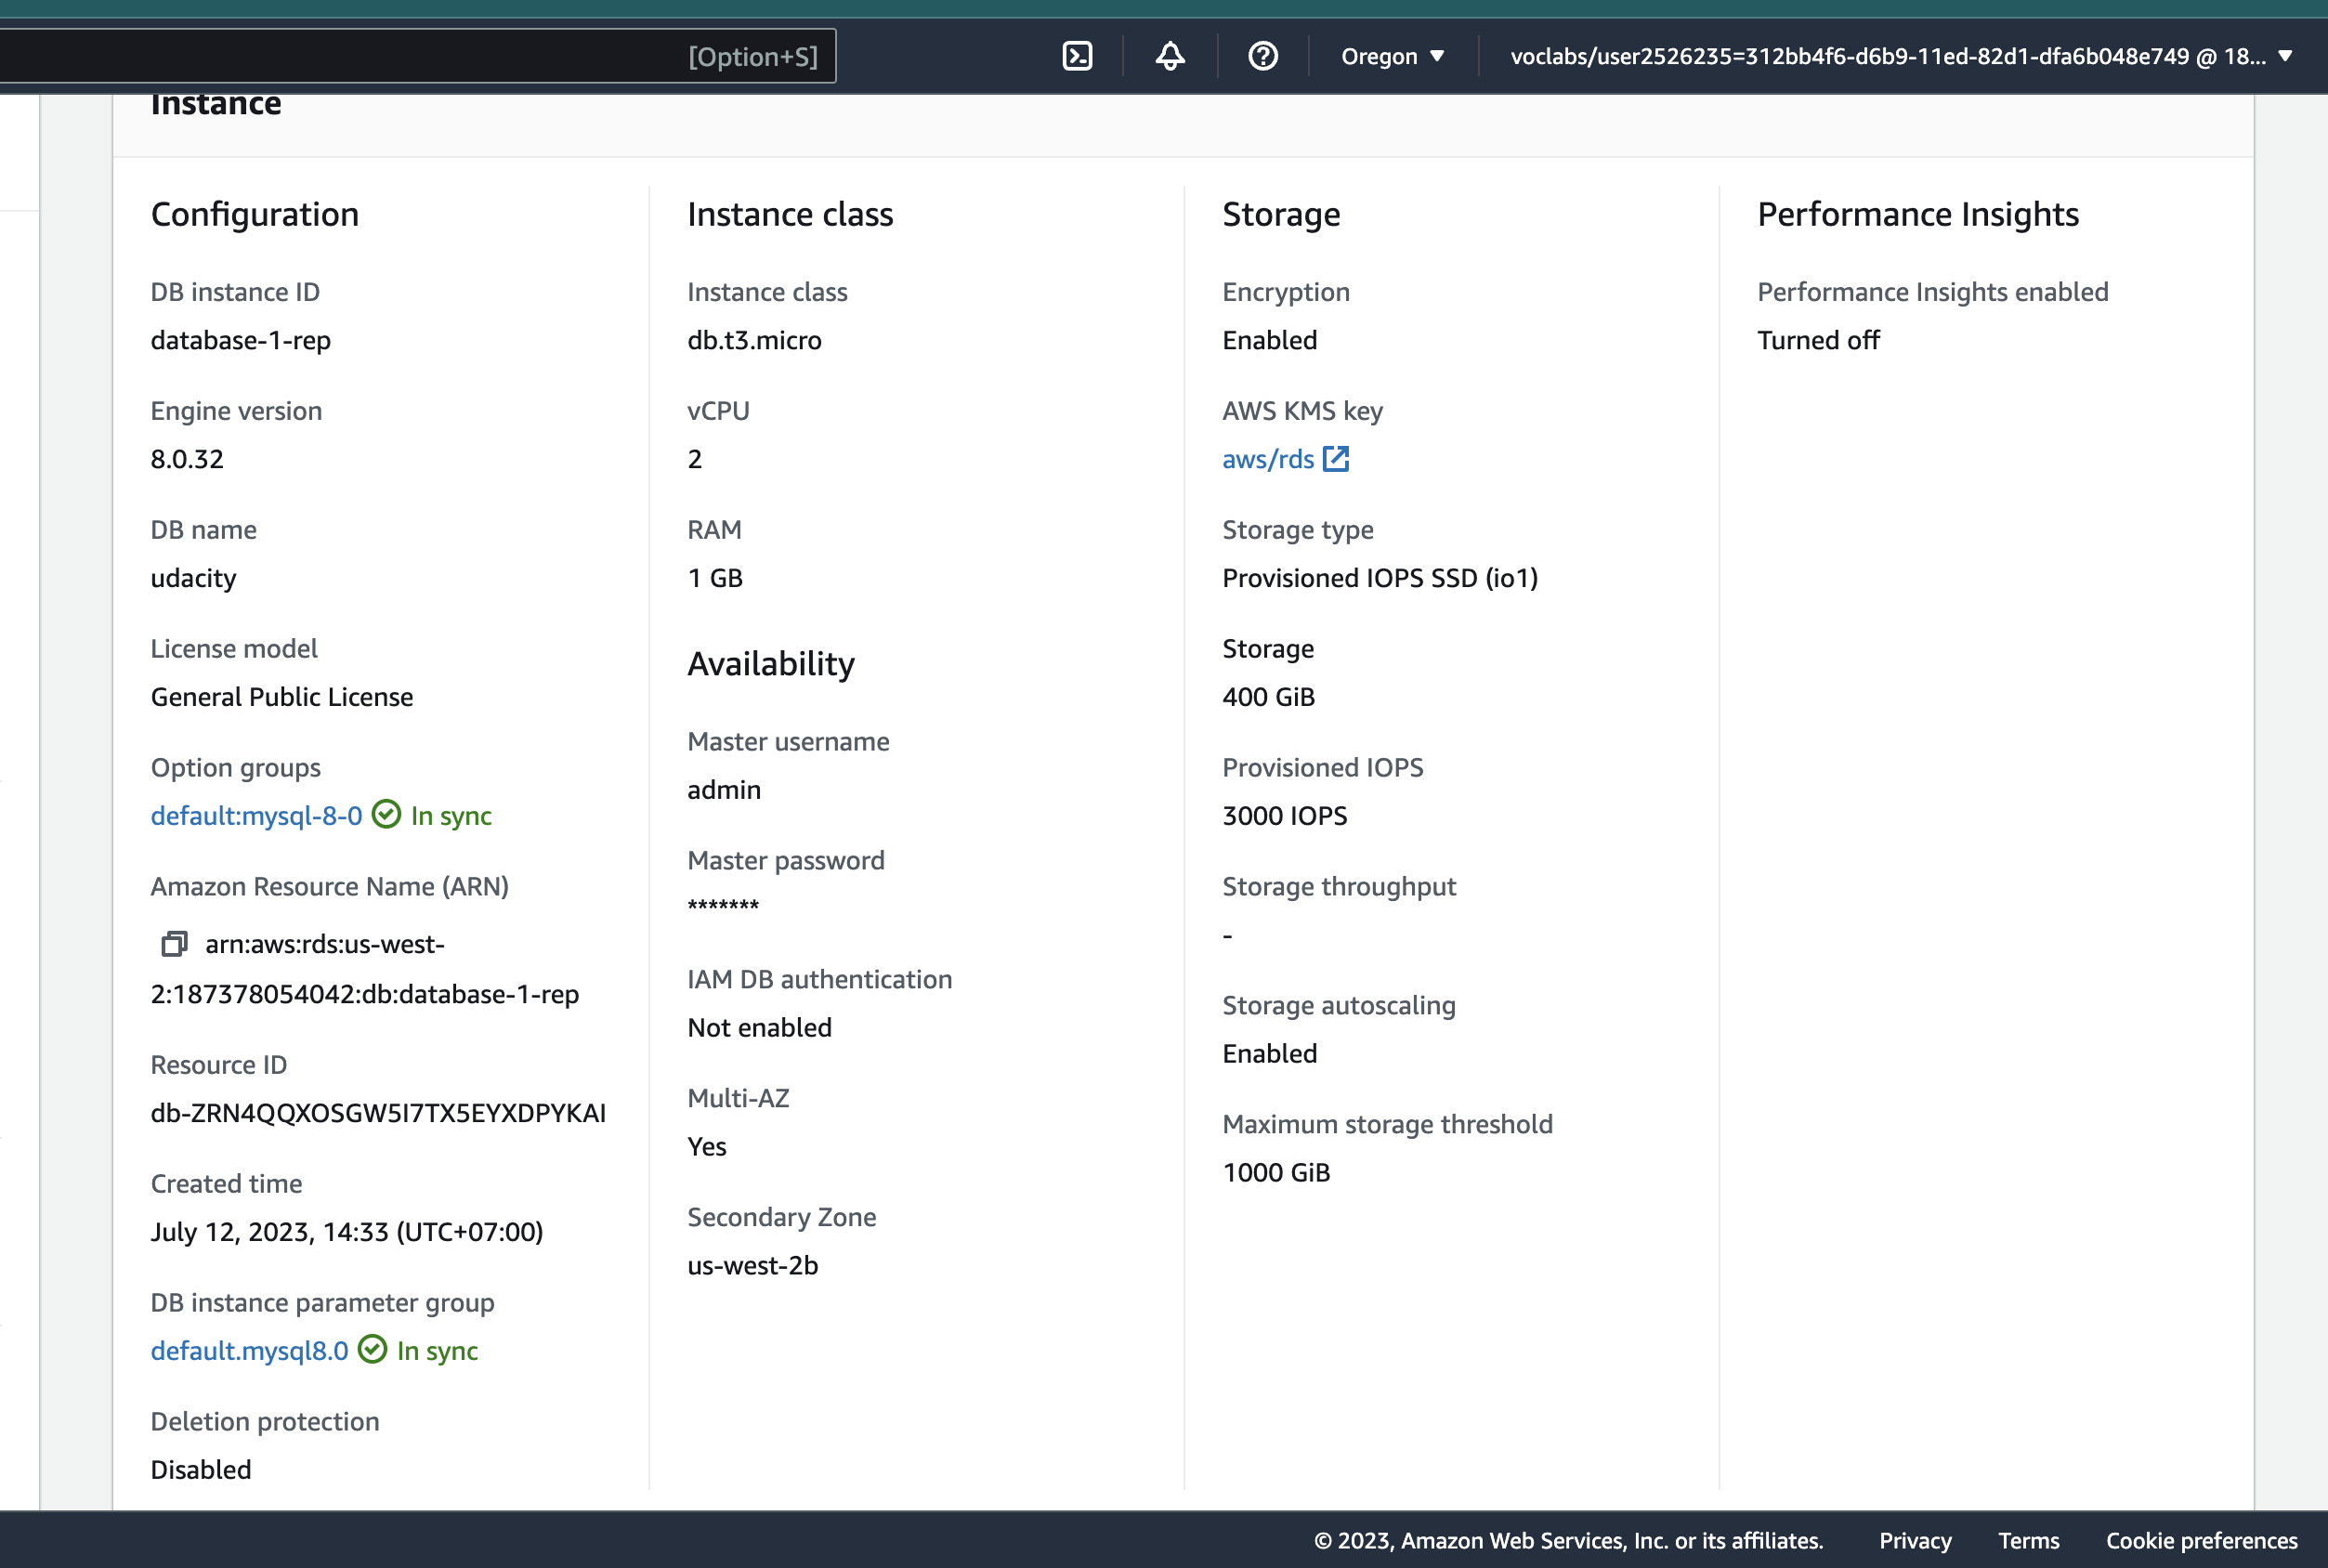 [Option+S]
Oregon
voclabs/user2526235=312bb4f6-d6b9-11ed-82d1-dfa6b048e749 @ 18...
Instance
Configuration
DB instance ID
database-1-rep
Engine version
8.0.32
DB name
udacity
License model
General Public License
Option groups
default:mysql-8-0 In sync
Amazon Resource Name (ARN)
arn:aws:rds:us-west-
2:187378054042:db:database-1-rep
Resource ID
db-ZRN4QQXOSGW5I7TX5EYXDPYKAI
Created time
July 12, 2023, 14:33 (UTC+07:00)
DB instance parameter group
default.mysql8.0 In sync
Deletion protection
Disabled
Instance class
Instance class
db.t3.micro
vCPU
2
RAM
1 GB
Availability
Master username
admin
Master password
*******
IAM DB authentication
Not enabled
Multi-AZ
Yes
Secondary Zone
us-west-2b
Storage
Encryption
Enabled
AWS KMS key
aws/rds
Storage type
Provisioned IOPS SSD (io1)
Storage
400 GiB
Provisioned IOPS
3000 IOPS
Storage throughput
-
Storage autoscaling
Enabled
Maximum storage threshold
1000 GiB
Performance Insights
Performance Insights enabled
Turned off
© 2023, Amazon Web Services, Inc. or its affiliates.
Privacy
Terms
Cookie preferences